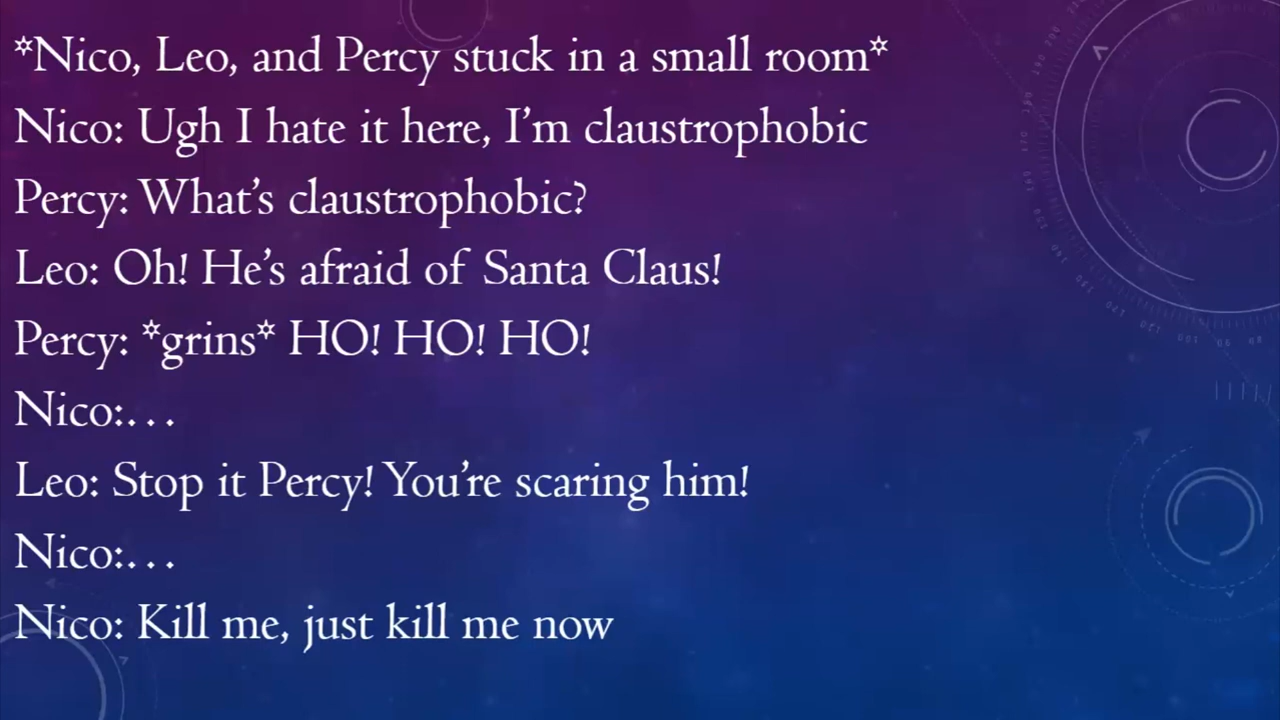 *Nico, Leo, and Percy stuck in a small room*
Nico: Ugh I hate it here, I’m claustrophobic
Percy: What’s claustrophobic?
Leo: Oh! He’s afraid of Santa Claus!
Percy: *grins* HO! HO! HO!
Nico:…
Leo: Stop it Percy! You’re scaring him!
Nico:…
Nico: Kill me, just kill me now